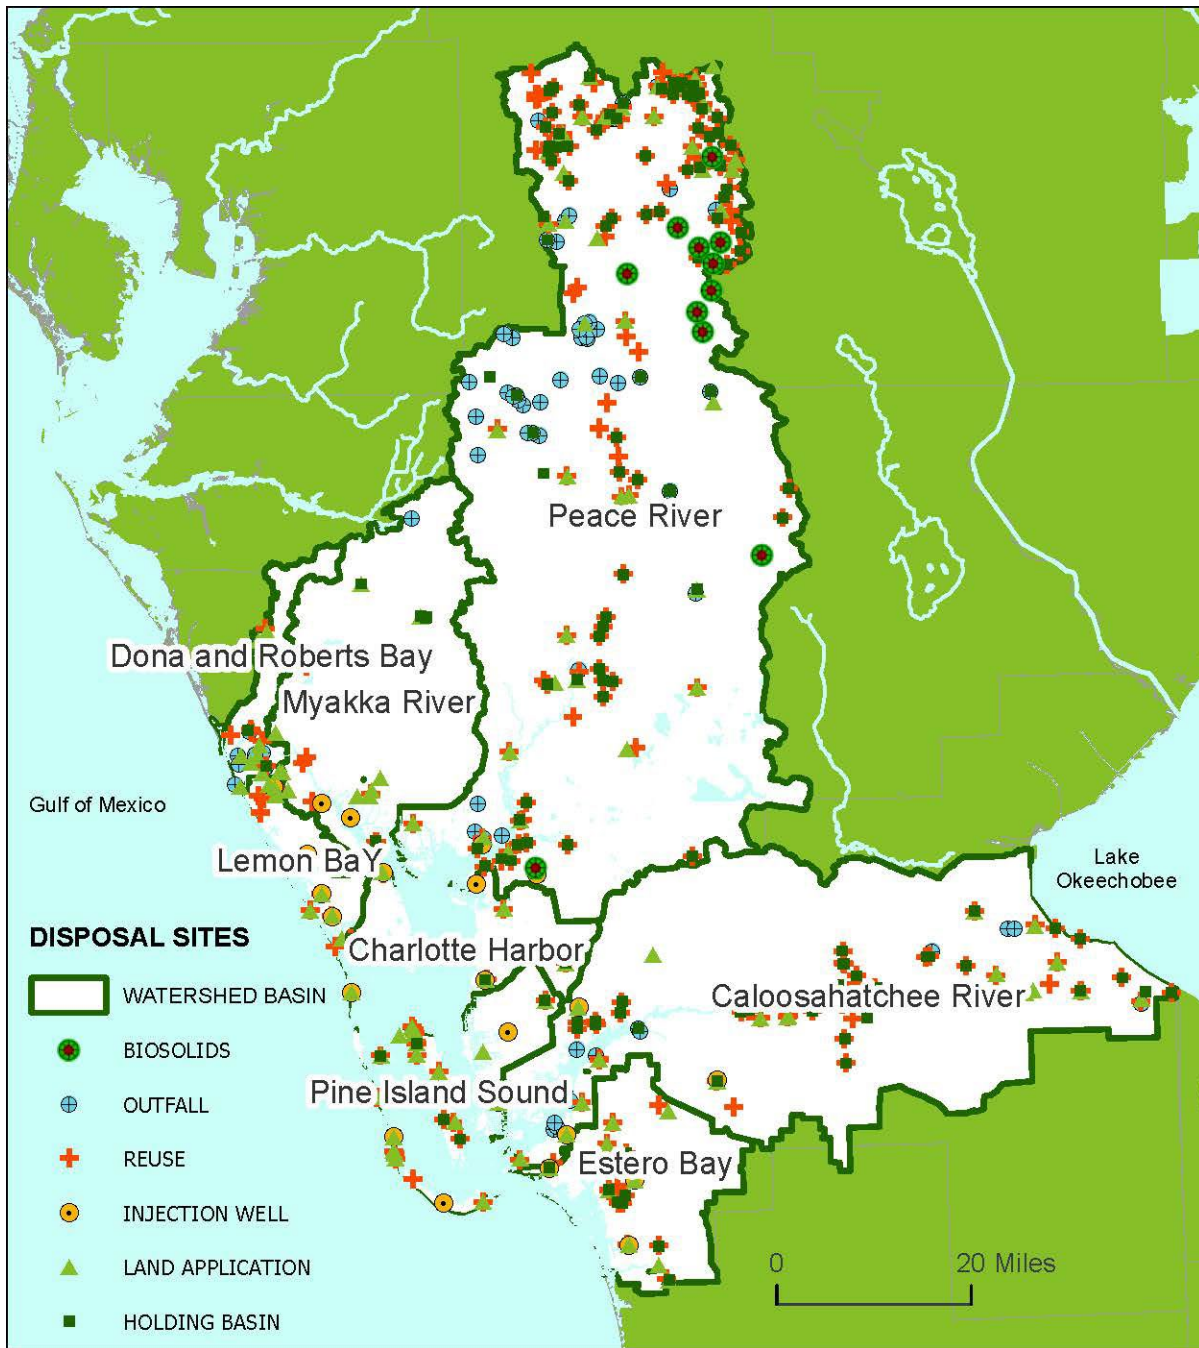 Peace River
Dona and Roberts Bay
Myakka River
Gulf of Mexico
Lemon BaY
Lake
Okeechobee
DISPOSAL SITES
Charlotte Harbor
WATERSHED BASIN
Caloosahatchee River
BIOSOLIDS
Pine Island Sound
OUTFALL
REUSE
Estero Bay
INJECTION WELL
LAND APPLICATION
0 20 Miles
HOLDING BASIN